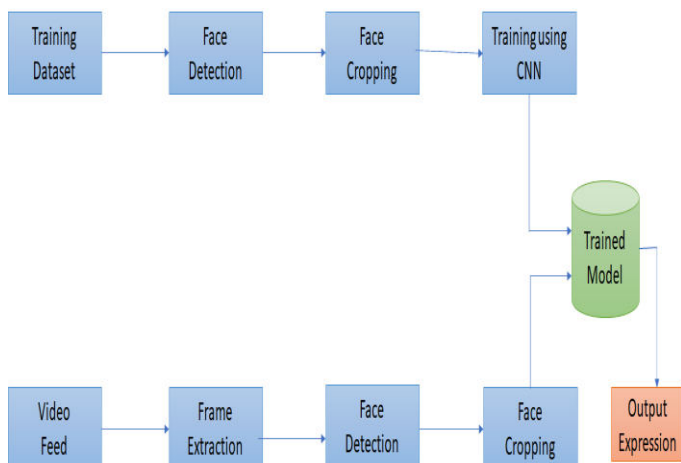 Training
Dataset
Face
Detection
Face
Cropping
Training using
CNN
Trained
Model
Video
Feed
Frame
Extraction
Face
Detection
Face
Cropping
Output
Expression